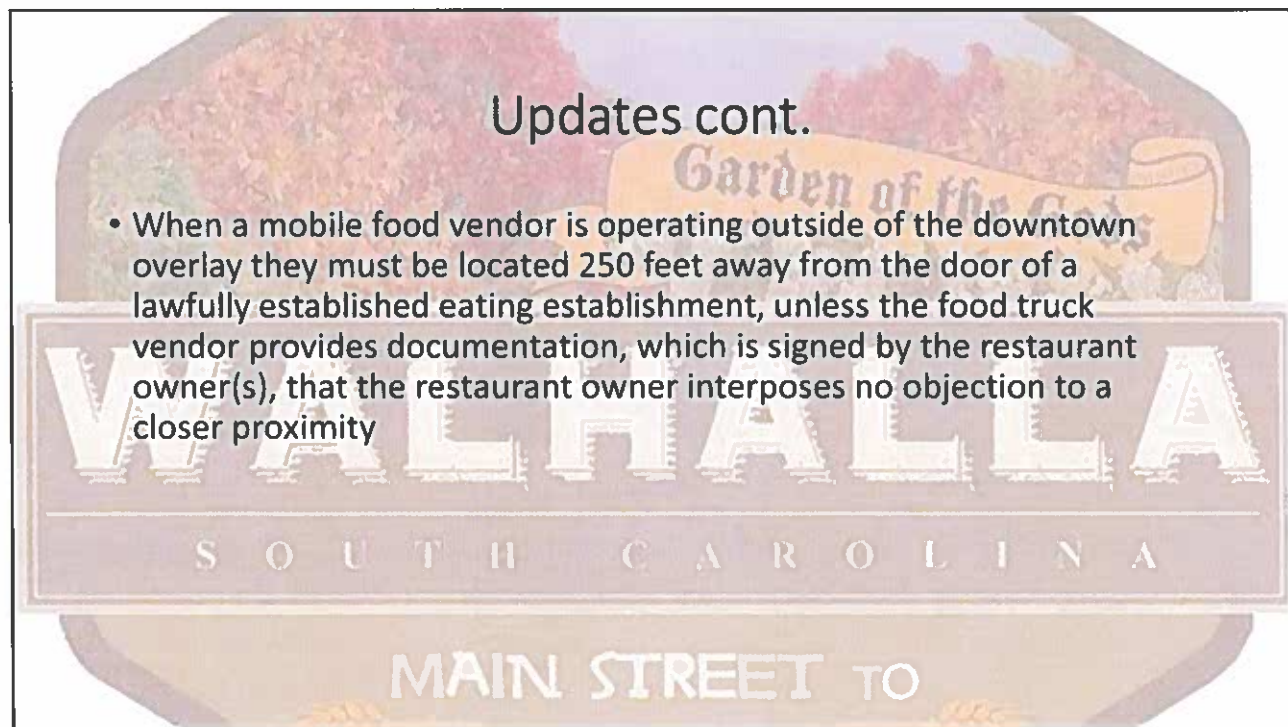 Updates cont.
Garden of the Gods
• When a mobile food vendor is operating outside of the downtown
overlay they must be located 250 feet away from the door of a
lawfully established eating establishment, unless the food truck
vendor provides documentation, which is signed by the restaurant
owner(s), that the restaurant owner interposes no objection to a
closer proximity
WALHALLA
SOUTH CAROLINA
MAIN STREET TO